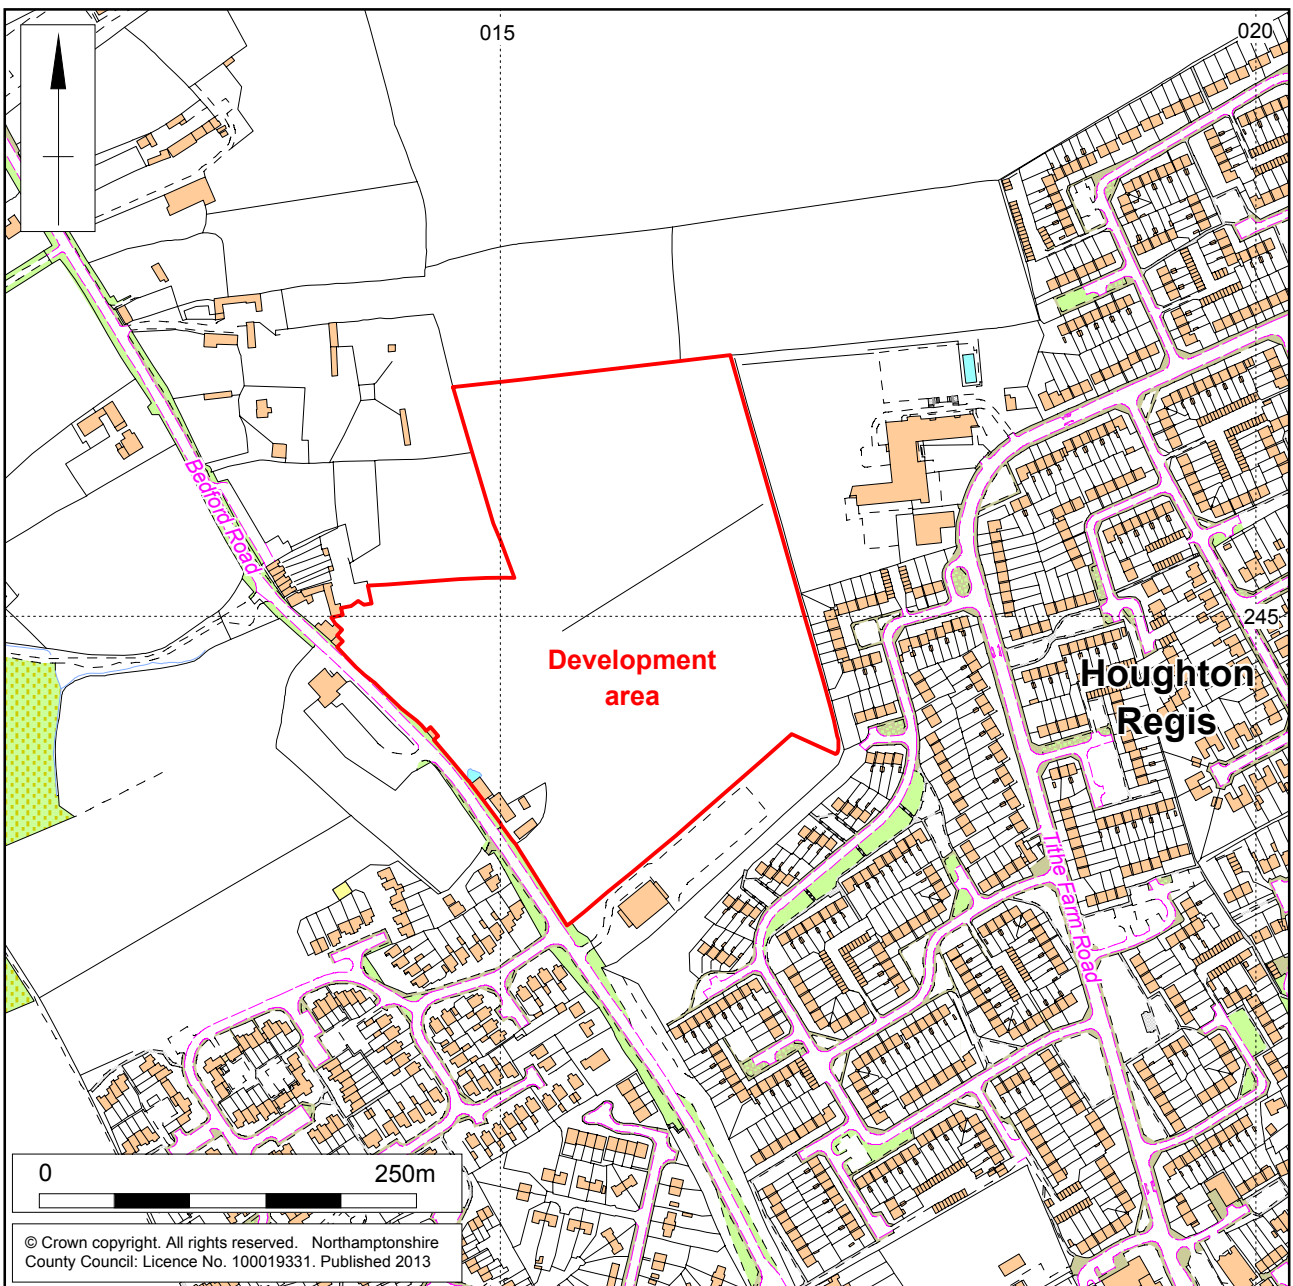 015
020
Bedford Road
245
Development
area
Houghton
Regis
Tithe Farm Road
0 250m
© Crown copyright. All rights reserved. Northamptonshire
County Council: Licence No. 100019331. Published 2013